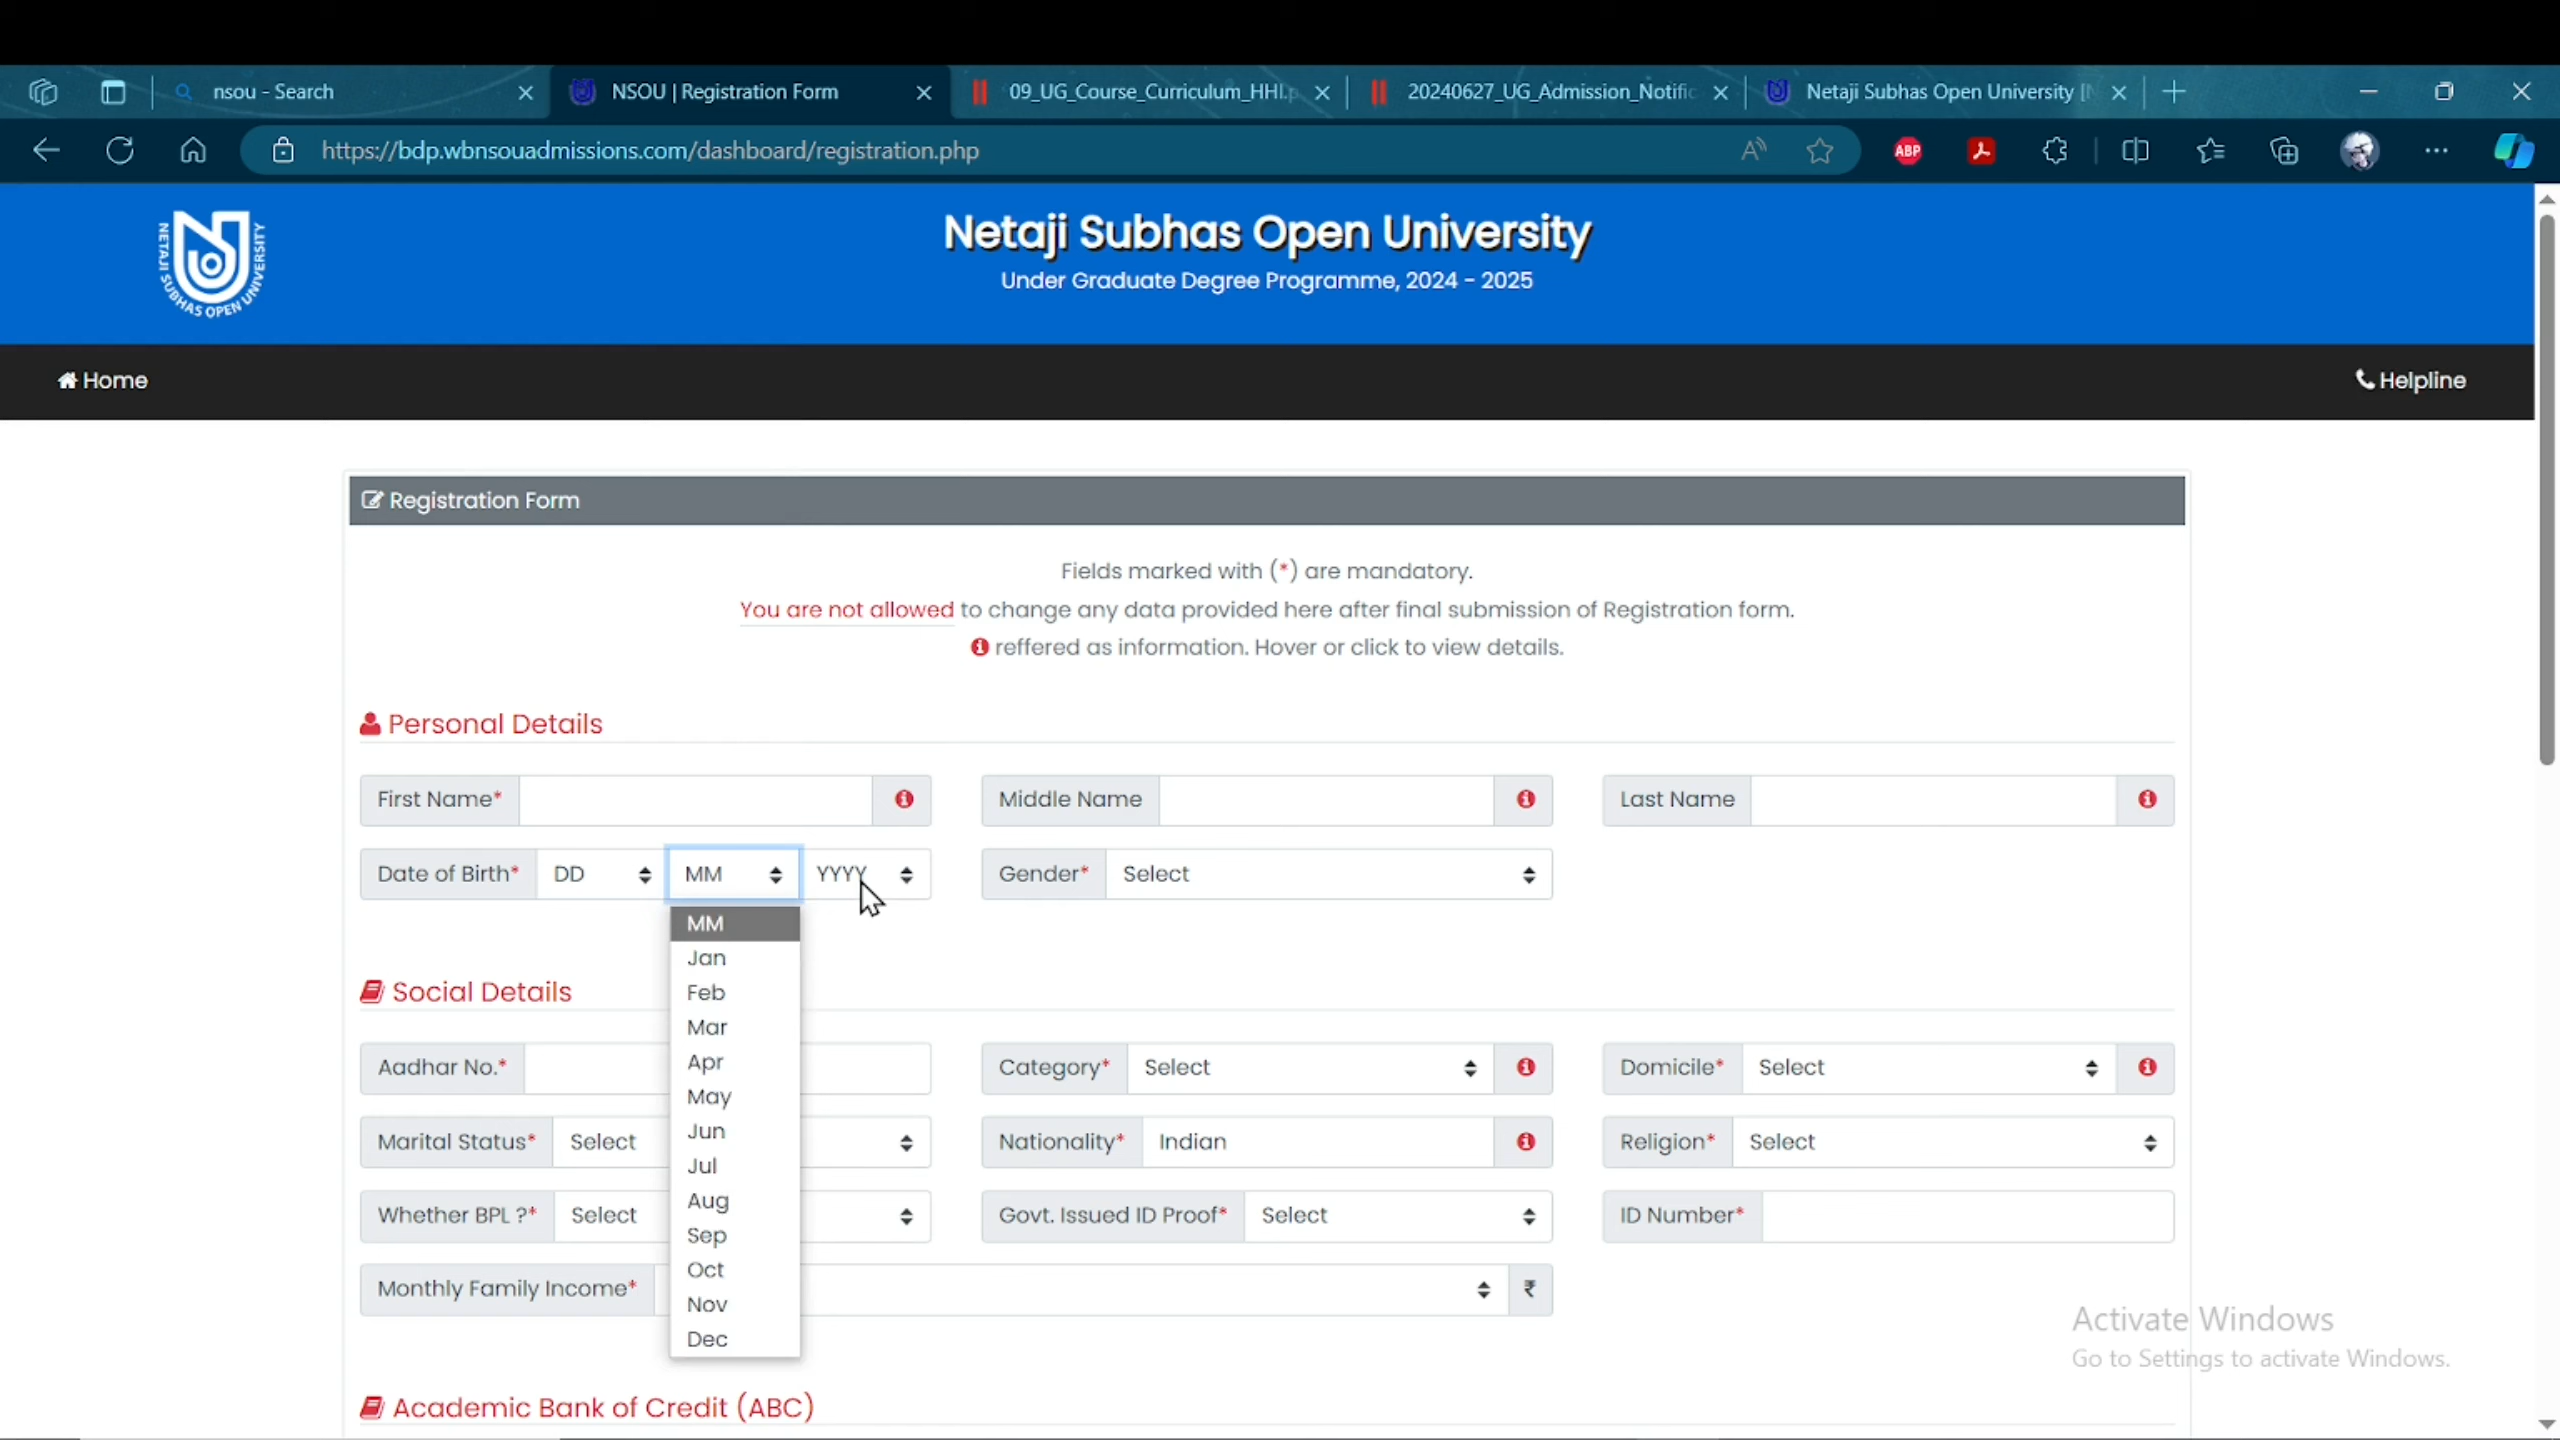 nsou - Search
NSOU | Registration Form
09_UG_Course_Curriculum_HHI.p
20240627_UG_Admission_Notific
Netaji Subhas Open University [N
https://bdp.wbnsouadmissions.com/dashboard/registration.php
ABP
NETAJI SUBHAS OPEN UNIVERSITY
Netaji Subhas Open University
Under Graduate Degree Programme, 2024 - 2025
Home
Helpline
Registration Form
Fields marked with (*) are mandatory.
You are not allowed to change any data provided here after final submission of Registration form.
reffered as information. Hover or click to view details.
Personal Details
First Name*
Middle Name
Last Name
Date of Birth* DD MM YYYY
Gender* Select
MM
Jan
Feb
Mar
Apr
May
Jun
Jul
Aug
Sep
Oct
Nov
Dec
Social Details
Aadhar No.*
Category* Select
Domicile* Select
Marital Status* Select
Nationality* Indian
Religion* Select
Whether BPL ?* Select
Govt. Issued ID Proof* Select
ID Number*
Monthly Family Income*
₹
Activate Windows
Go to Settings to activate Windows.
Academic Bank of Credit (ABC)